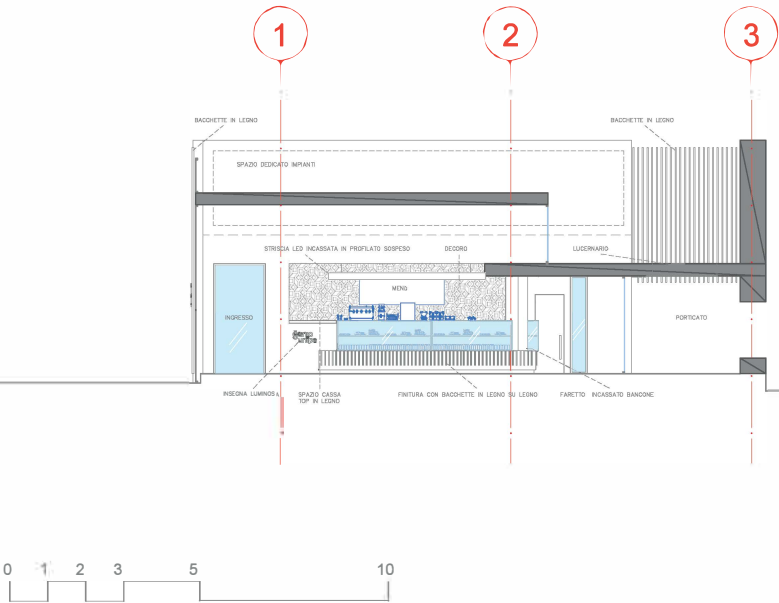 1 2 3
BACCHETTE IN LEGNO
BACCHETTE IN LEGNO
SPAZIO DEDICATO IMPIANTI
STRISCIA LED INCASSATA IN PROFILATO SOSPESO
DECORO
LUCERNARIO
MENÙ
INGRESSO
PORTICATO
INSEGNA LUMINOSA
SPAZIO CASSA
TOP IN LEGNO
FINITURA CON BACCHETTE IN LEGNO SU LEGNO
FARETTO INCASSATO BANCONE
0 1 2 3 5 10